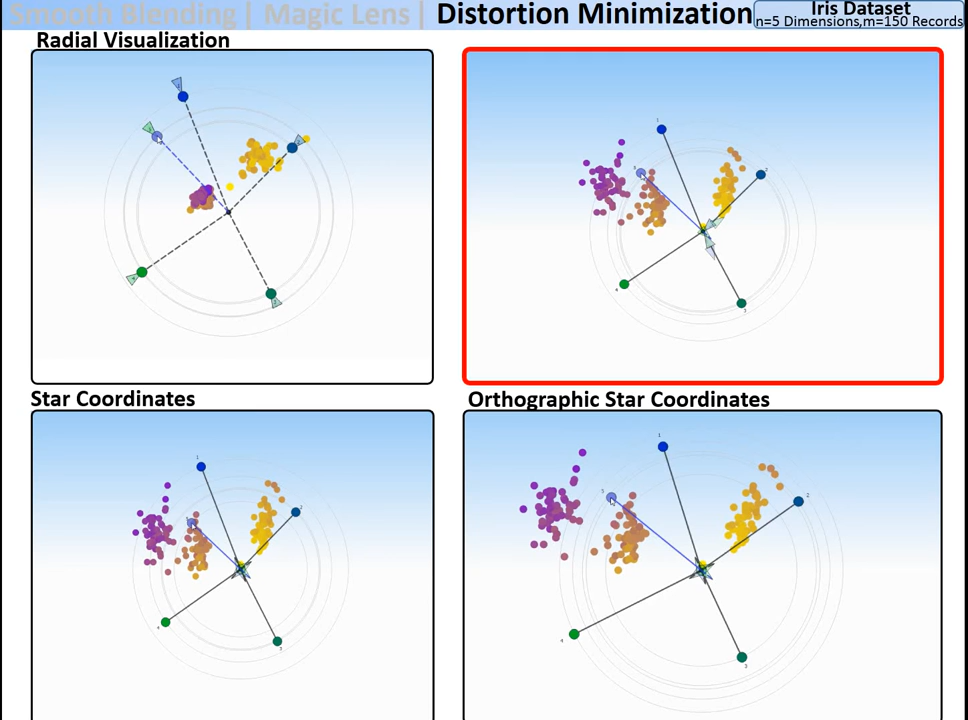 Smooth Blending | Magic Lens | Distortion Minimization
Iris Dataset
n=5 Dimensions,m=150 Records
Radial Visualization
Star Coordinates
Orthographic Star Coordinates